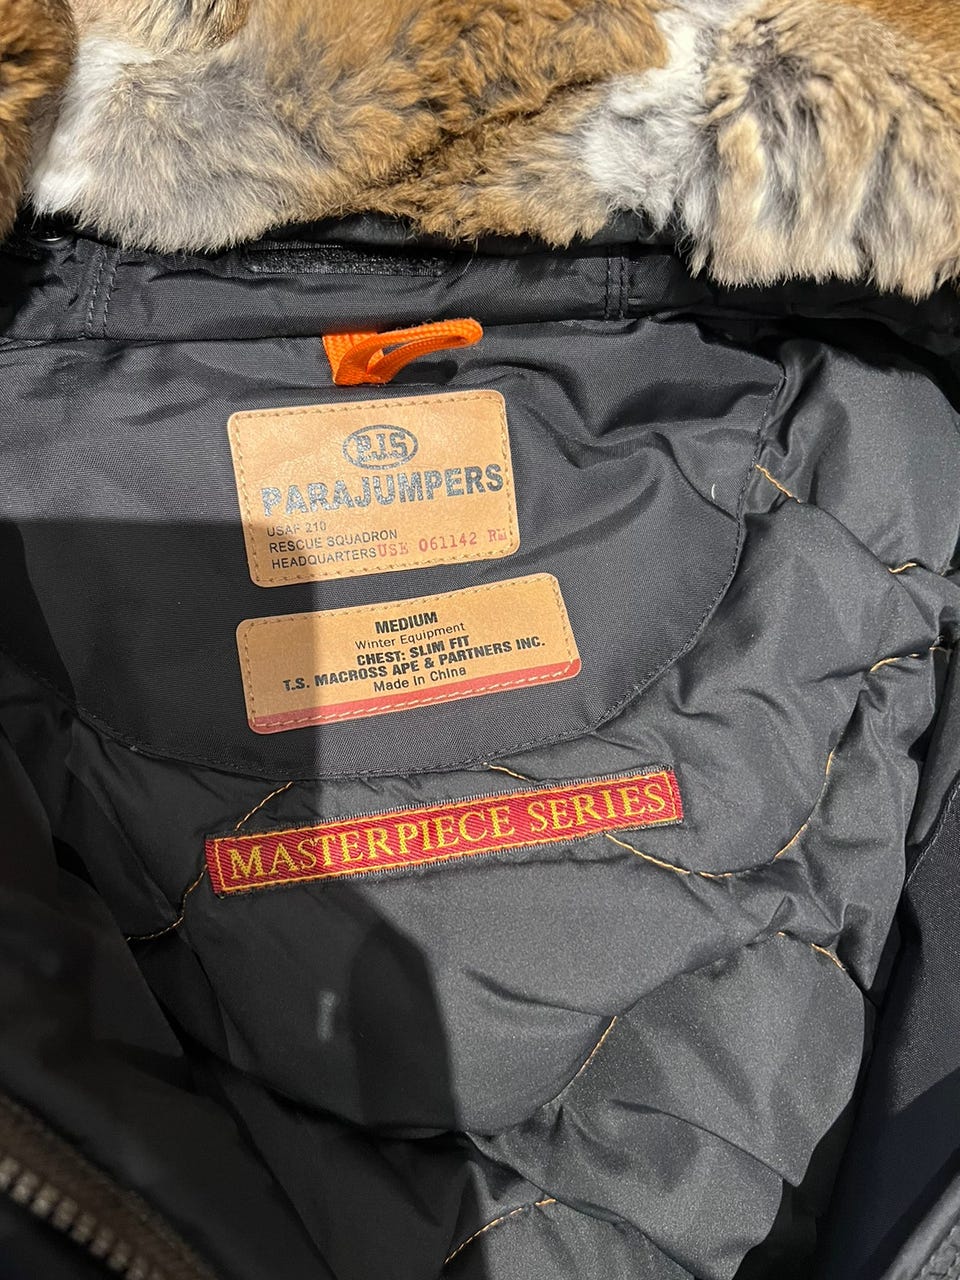 PJS
PARAJUMPERS
USAF 210
RESCUE SQUADRON
HEADQUARTERS USE 061142 RW
MEDIUM
Winter Equipment
CHEST: SLIM FIT
T.S. MACROSS APE & PARTNERS INC.
Made in China
MASTERPIECE SERIES